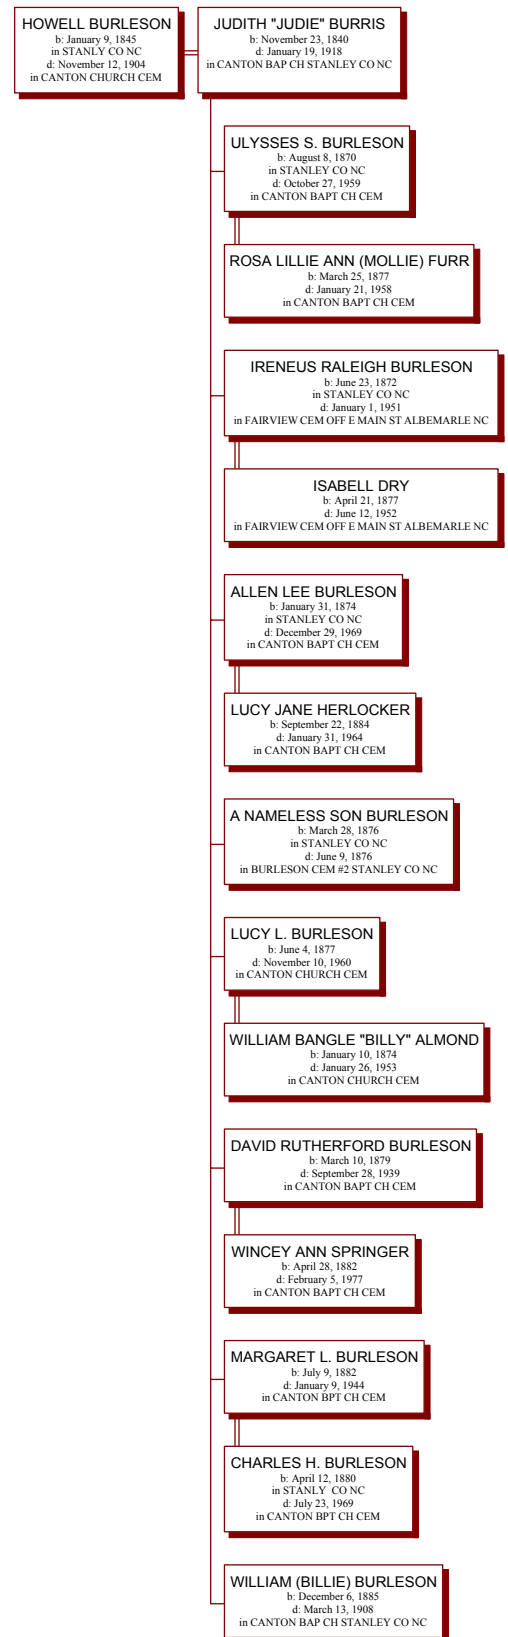 HOWELL BURLESON
b: January 9, 1845
in STANLY CO NC
d: November 12, 1904
in CANTON CHURCH CEM
JUDITH "JUDIE" BURRIS
b: November 23, 1840
d: January 19, 1918
in CANTON BAP CH STANLEY CO NC
ULYSSES S. BURLESON
b: August 8, 1870
in STANLEY CO NC
d: October 27, 1959
in CANTON BAPT CH CEM
ROSA LILLIE ANN (MOLLIE) FURR
b: March 25, 1877
d: January 21, 1958
in CANTON BAPT CH CEM
IRENEUS RALEIGH BURLESON
b: June 23, 1872
in STANLEY CO NC
d: January 1, 1951
in FAIRVIEW CEM OFF E MAIN ST ALBEMARLE NC
ISABELL DRY
b: April 21, 1877
d: June 12, 1952
in FAIRVIEW CEM OFF E MAIN ST ALBEMARLE NC
ALLEN LEE BURLESON
b: January 31, 1874
in STANLEY CO NC
d: December 29, 1969
in CANTON BAPT CH CEM
LUCY JANE HERLOCKER
b: September 22, 1884
d: January 31, 1964
in CANTON BAPT CH CEM
A NAMELESS SON BURLESON
b: March 28, 1876
in STANLEY CO NC
d: June 9, 1876
in BURLESON CEM #2 STANLEY CO NC
LUCY L. BURLESON
b: June 4, 1877
d: November 10, 1960
in CANTON CHURCH CEM
WILLIAM BANGLE "BILLY" ALMOND
b: January 10, 1874
d: January 26, 1953
in CANTON CHURCH CEM
DAVID RUTHERFORD BURLESON
b: March 10, 1879
d: September 28, 1939
in CANTON BAPT CH CEM
WINCEY ANN SPRINGER
b: April 28, 1882
d: February 5, 1977
in CANTON BAPT CH CEM
MARGARET L. BURLESON
b: July 9, 1882
d: January 9, 1944
in CANTON BPT CH CEM
CHARLES H. BURLESON
b: April 12, 1880
in STANLY CO NC
d: July 23, 1969
in CANTON BPT CH CEM
WILLIAM (BILLIE) BURLESON
b: December 6, 1885
d: March 13, 1908
in CANTON BAP CH STANLEY CO NC